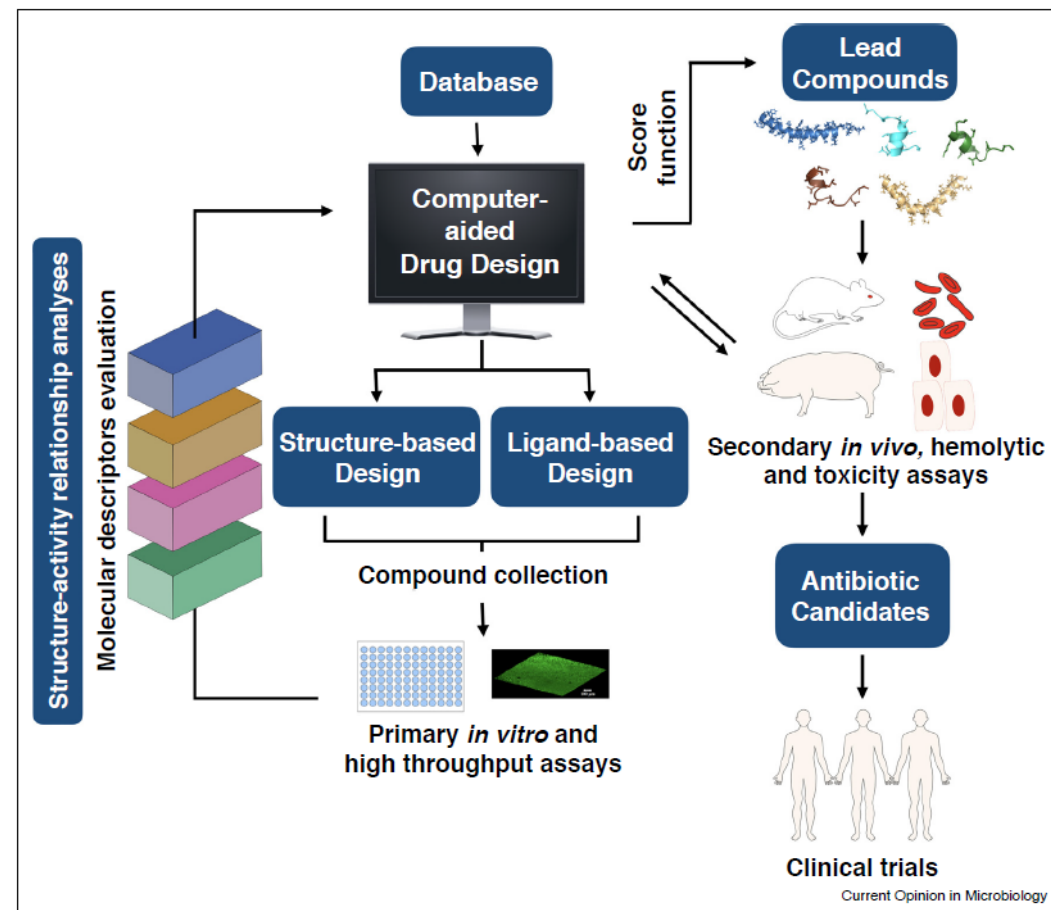 Database
Computer-
aided
Drug Design
Score
function
Lead
Compounds
Structure-activity relationship analyses
Molecular descriptors evaluation
Structure-based
Design
Ligand-based
Design
Compound collection
Primary in vitro and
high throughput assays
Secondary in vivo, hemolytic
and toxicity assays
Antibiotic
Candidates
Clinical trials
Current Opinion in Microbiology